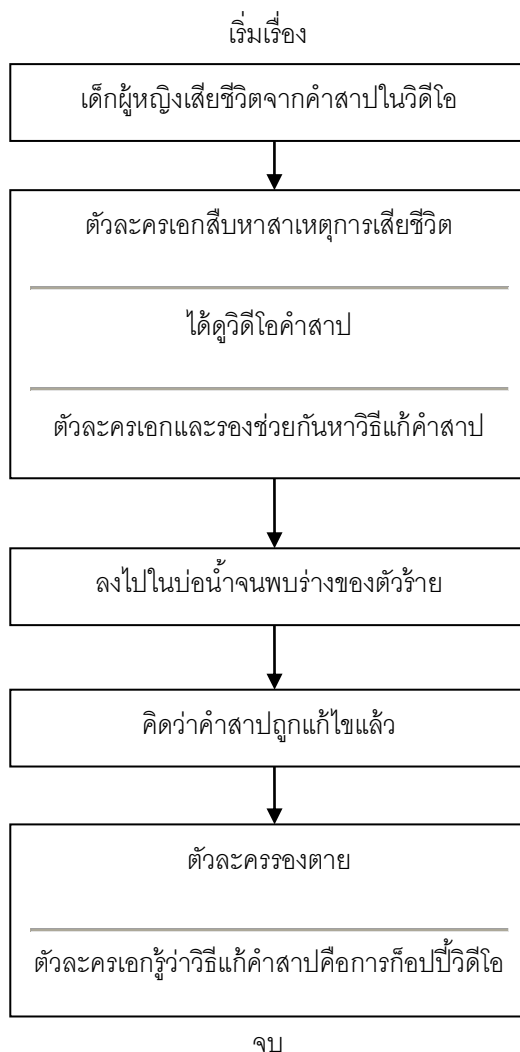 เริ่มเรื่อง
เด็กผู้หญิงเสียชีวิตจากคำสาปในวิดีโอ
ตัวละครเอกสืบหาสาเหตุการเสียชีวิต
ได้ดูวิดีโอคำสาป
ตัวละครเอกและรองช่วยกันหาวิธีแก้คำสาป
ลงไปในบ่อน้ำจนพบร่างของตัวร้าย
คิดว่าคำสาปถูกแก้ไขแล้ว
ตัวละครรองตาย
ตัวละครเอกรู้ว่าวิธีแก้คำสาปคือการก็อปปี้วิดีโอ
จบ